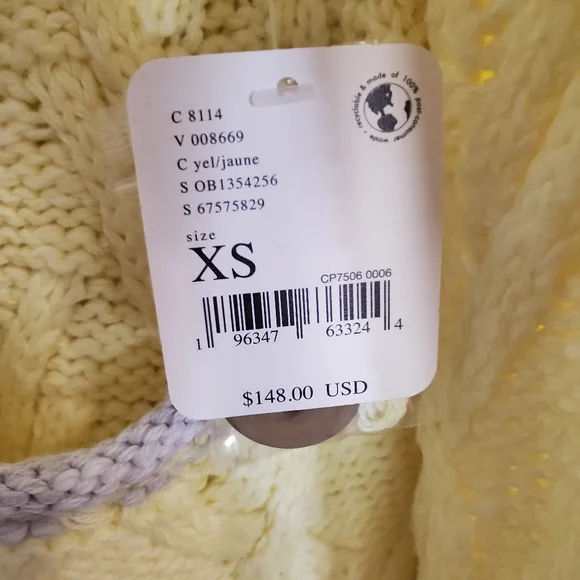 C 8114
V 008669
C yel/jaune
S OB1354256
S 67575829
size
XS
CP7506 0006
1 96347 63324 4
$148.00 USD
recyclable & made of 100% post-consumer waste •